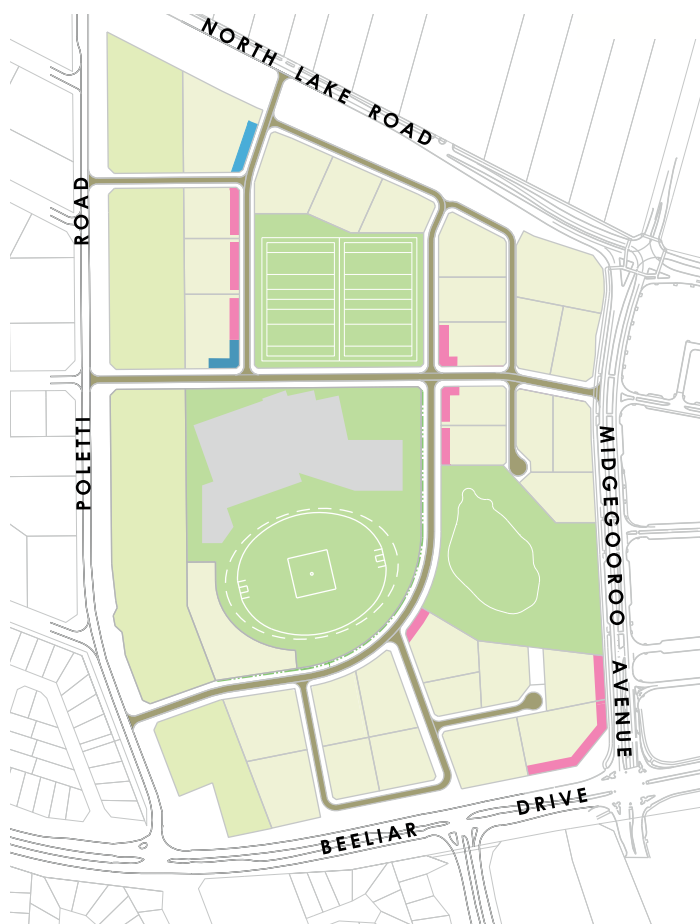 NORTH LAKE ROAD
POLETTI ROAD
MIDGEGOOROO AVENUE
BEELIAR DRIVE